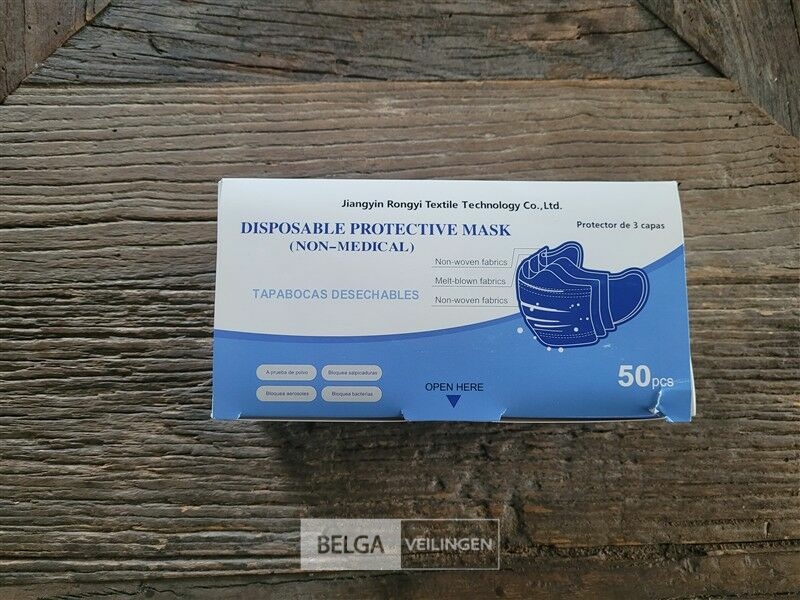 Jiangyin Rongyi Textile Technology Co.,Ltd.
DISPOSABLE PROTECTIVE MASK
(NON-MEDICAL)
Protector de 3 capas
Non-woven fabrics
Melt-blown fabrics
Non-woven fabrics
TAPABOCAS DESECHABLES
A prueba de polvo
Bloquea salpicaduras
Bloquea aerosoles
Bloquea bacterias
OPEN HERE
50pcs
BELGA VEILINGEN